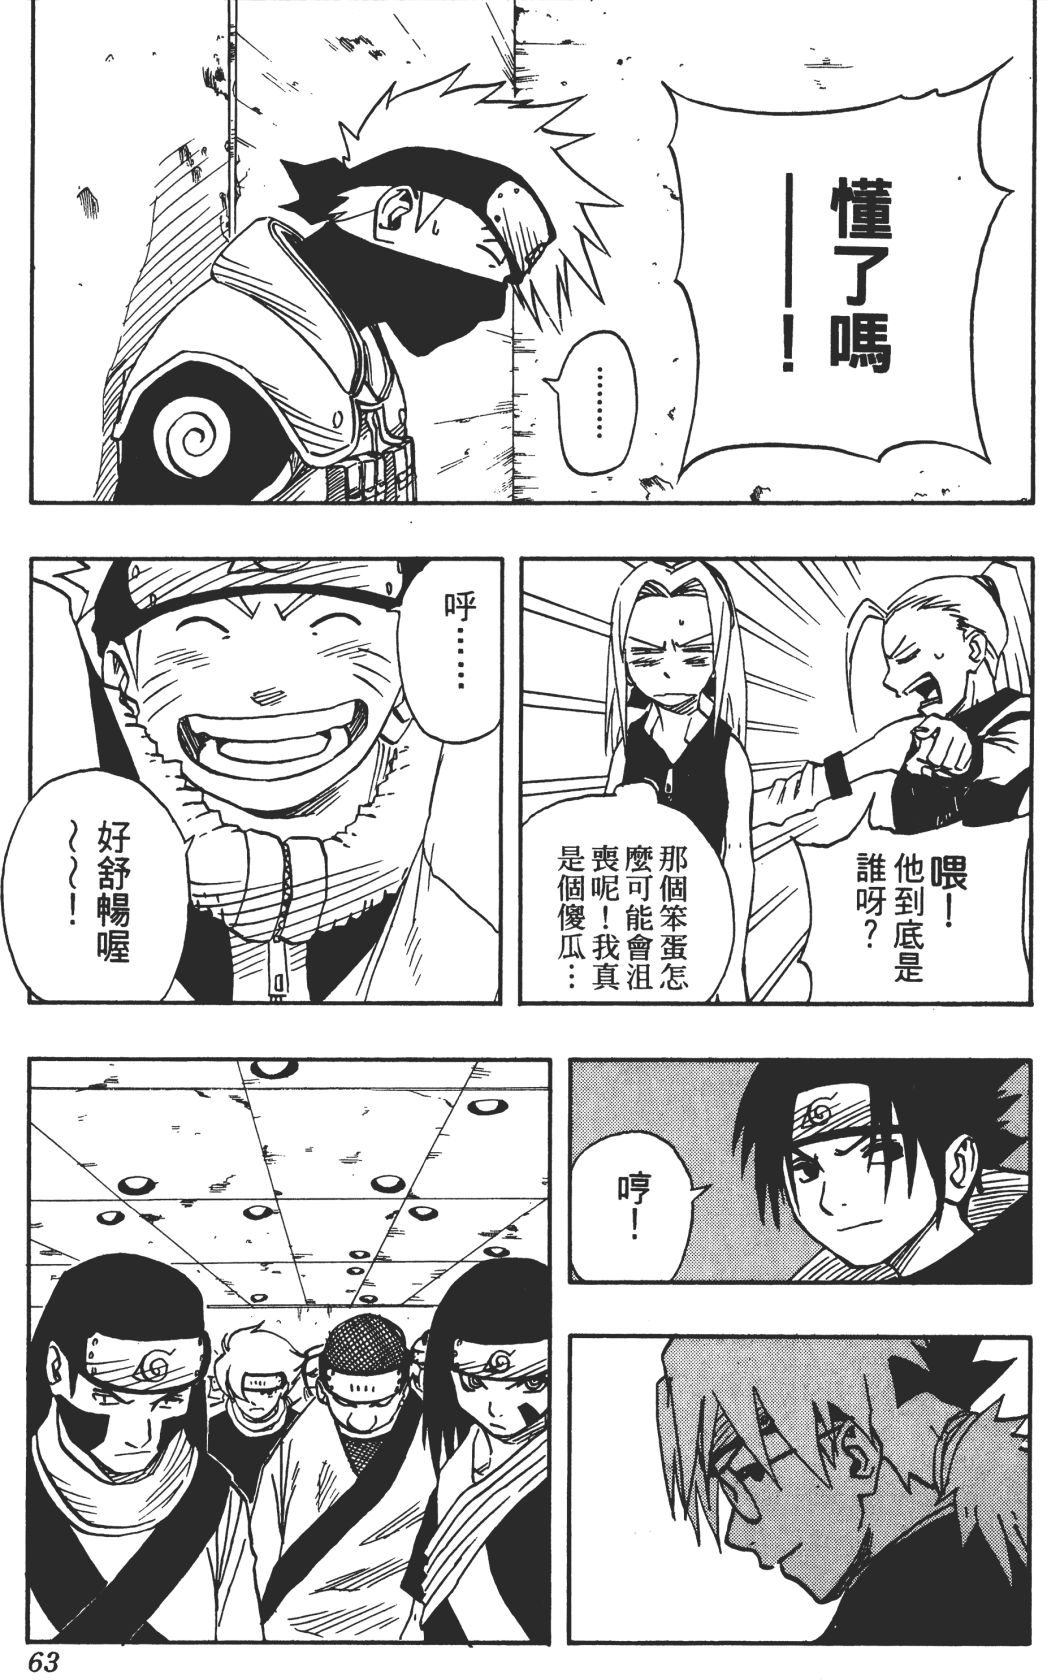 懂了嗎
——！
………
喂！
他到底是
誰呀？
那個笨蛋怎
麼可能會沮
喪呢！我真
是個傻瓜…
呼……
好舒暢喔
～～！
哼！
63